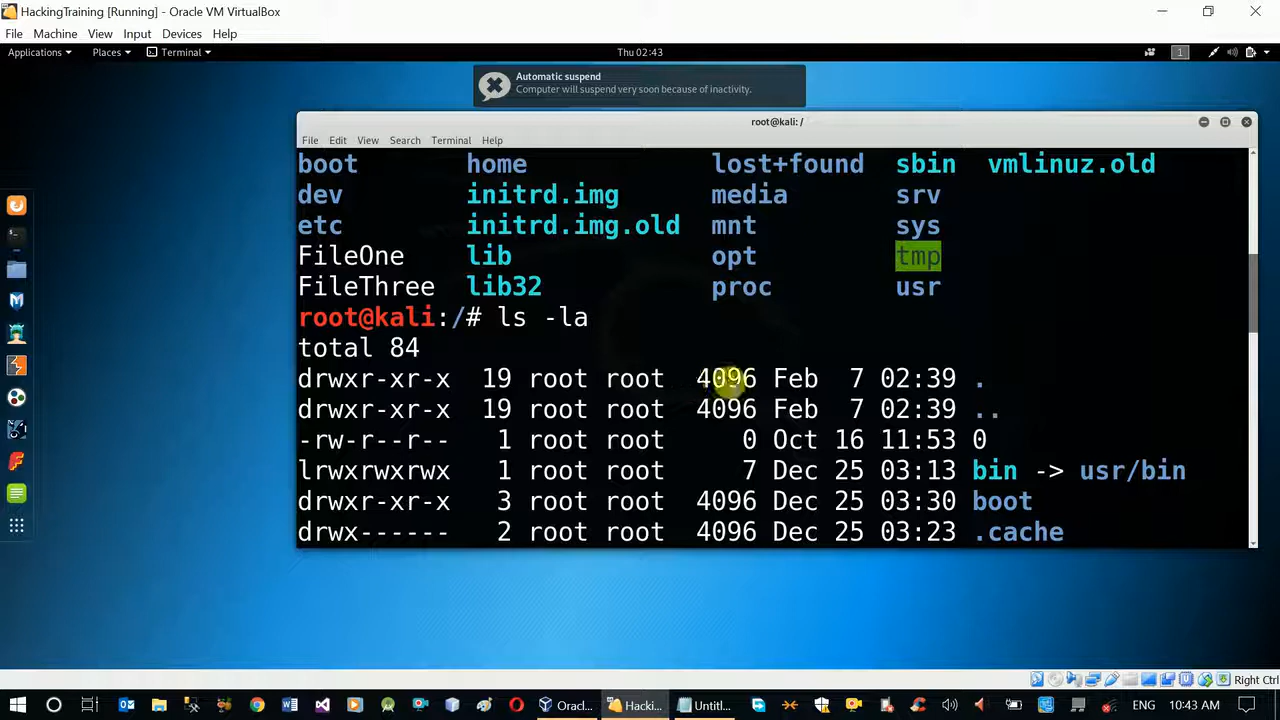 HackingTraining [Running] - Oracle VM VirtualBox
File Machine View Input Devices Help
Applications Places Terminal Thu 02:43 1
Automatic suspend
Computer will suspend very soon because of inactivity.
root@kali: /
File Edit View Search Terminal Help
boot home lost+found sbin vmlinuz.old
dev initrd.img media srv
etc initrd.img.old mnt sys
FileOne lib opt tmp
FileThree lib32 proc usr
root@kali:/# ls -la
total 84
drwxr-xr-x 19 root root 4096 Feb 7 02:39 .
drwxr-xr-x 19 root root 4096 Feb 7 02:39 ..
-rw-r--r-- 1 root root 0 Oct 16 11:53 0
lrwxrwxrwx 1 root root 7 Dec 25 03:13 bin -> usr/bin
drwxr-xr-x 3 root root 4096 Dec 25 03:30 boot
drwx------ 2 root root 4096 Dec 25 03:23 .cache
Right Ctrl
Oracl... Hacki... Untitl... ENG 10:43 AM